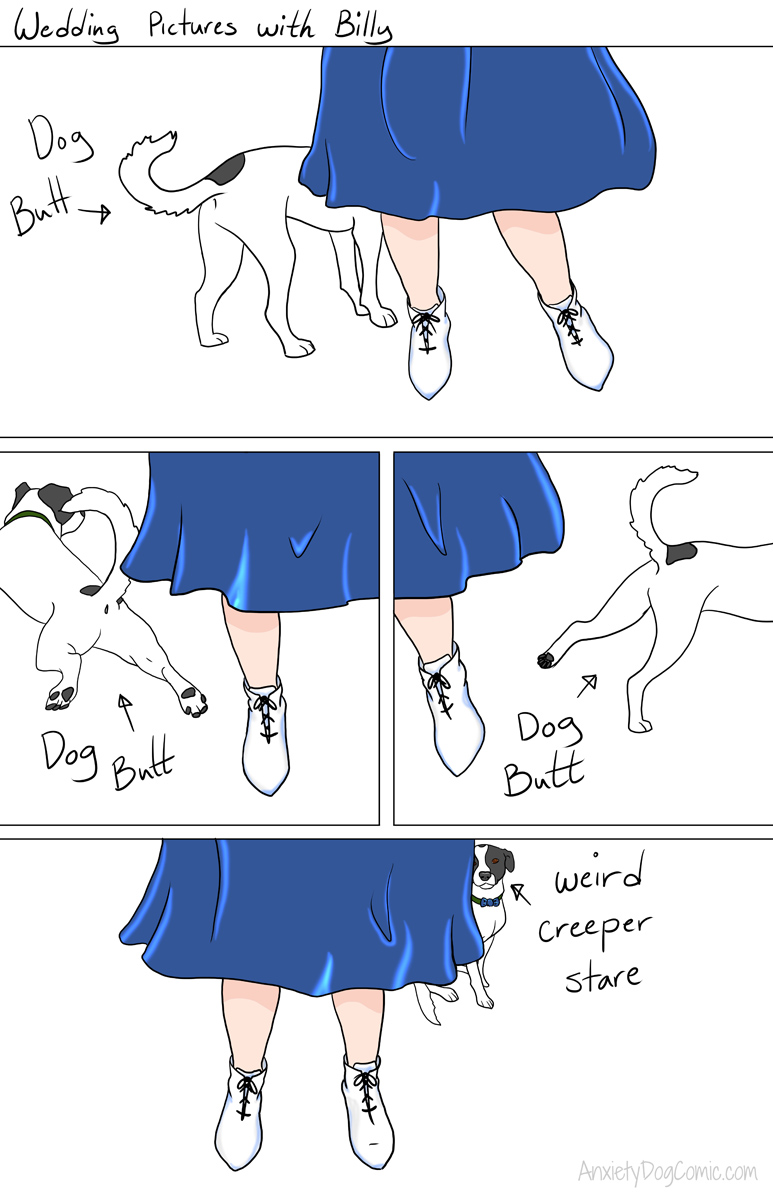 Wedding Pictures with Billy
Dog
Butt
Dog Butt
Dog
Butt
weird
creeper
stare
AnxietyDogComic.com